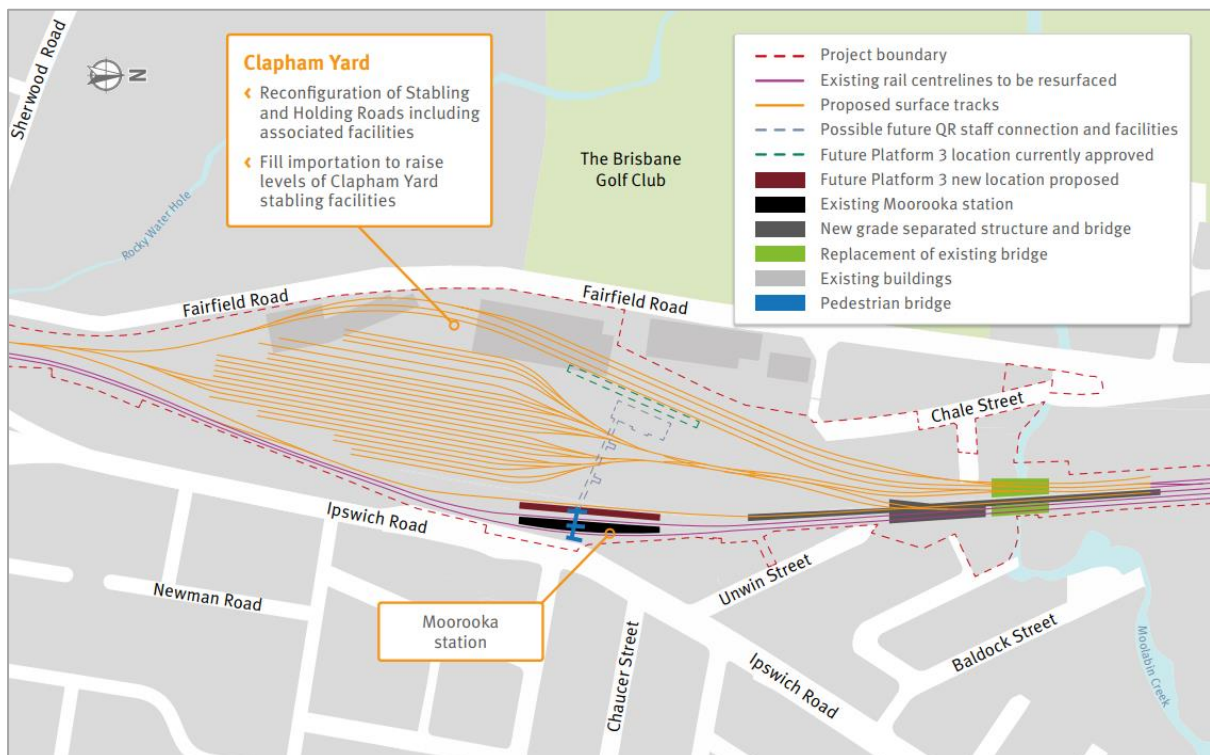 Sherwood Road
N
Clapham Yard
‹ Reconfiguration of Stabling
and Holding Roads including
associated facilities
‹ Fill importation to raise
levels of Clapham Yard
stabling facilities
The Brisbane
Golf Club
Project boundary
Existing rail centrelines to be resurfaced
Proposed surface tracks
Possible future QR staff connection and facilities
Future Platform 3 location currently approved
Future Platform 3 new location proposed
Existing Moorooka station
New grade separated structure and bridge
Replacement of existing bridge
Existing buildings
Pedestrian bridge
Rocky Water Hole
Fairfield Road
Fairfield Road
Chale Street
Ipswich Road
Unwin Street
Newman Road
Moorooka
station
Chaucer Street
Ipswich Road
Baldock Street
Moolabin Creek